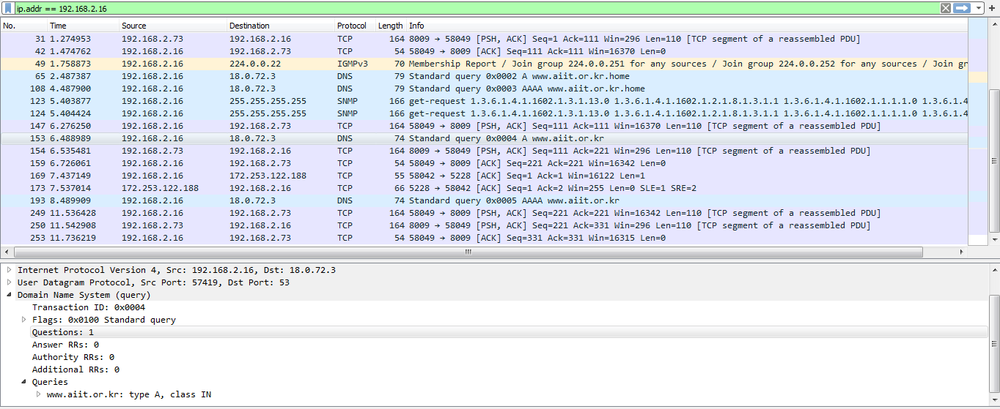 ip.addr == 192.168.2.16
No. Time Source Destination Protocol Length Info
31 1.274953 192.168.2.73 192.168.2.16 TCP 164 8009 → 58049 [PSH, ACK] Seq=1 Ack=111 Win=296 Len=110 [TCP segment of a reassembled PDU]
42 1.474762 192.168.2.16 192.168.2.73 TCP 54 58049 → 8009 [ACK] Seq=111 Ack=111 Win=16370 Len=0
49 1.758873 192.168.2.16 224.0.0.22 IGMPv3 70 Membership Report / Join group 224.0.0.251 for any sources / Join group 224.0.0.252 for any sources / Join gr
65 2.487387 192.168.2.16 18.0.72.3 DNS 79 Standard query 0x0002 A www.aiit.or.kr.home
108 4.487900 192.168.2.16 18.0.72.3 DNS 79 Standard query 0x0003 AAAA www.aiit.or.kr.home
123 5.403877 192.168.2.16 255.255.255.255 SNMP 166 get-request 1.3.6.1.4.1.1602.1.3.1.13.0 1.3.6.1.4.1.1602.1.2.1.8.1.3.1.1 1.3.6.1.4.1.1602.1.1.1.1.0 1.3.6.1.4
124 5.404424 192.168.2.16 255.255.255.255 SNMP 166 get-request 1.3.6.1.4.1.1602.1.3.1.13.0 1.3.6.1.4.1.1602.1.2.1.8.1.3.1.1 1.3.6.1.4.1.1602.1.1.1.1.0 1.3.6.1.4
147 6.276250 192.168.2.16 192.168.2.73 TCP 164 58049 → 8009 [PSH, ACK] Seq=111 Ack=111 Win=16370 Len=110 [TCP segment of a reassembled PDU]
153 6.488989 192.168.2.16 18.0.72.3 DNS 74 Standard query 0x0004 A www.aiit.or.kr
154 6.535481 192.168.2.73 192.168.2.16 TCP 164 8009 → 58049 [PSH, ACK] Seq=111 Ack=221 Win=296 Len=110 [TCP segment of a reassembled PDU]
159 6.726061 192.168.2.16 192.168.2.73 TCP 54 58049 → 8009 [ACK] Seq=221 Ack=221 Win=16342 Len=0
169 7.437149 192.168.2.16 172.253.122.188 TCP 55 58042 → 5228 [ACK] Seq=1 Ack=1 Win=16122 Len=1
173 7.537014 172.253.122.188 192.168.2.16 TCP 66 5228 → 58042 [ACK] Seq=1 Ack=2 Win=255 Len=0 SLE=1 SRE=2
193 8.489909 192.168.2.16 18.0.72.3 DNS 74 Standard query 0x0005 AAAA www.aiit.or.kr
249 11.536428 192.168.2.16 192.168.2.73 TCP 164 58049 → 8009 [PSH, ACK] Seq=221 Ack=221 Win=16342 Len=110 [TCP segment of a reassembled PDU]
250 11.542908 192.168.2.73 192.168.2.16 TCP 164 8009 → 58049 [PSH, ACK] Seq=221 Ack=331 Win=296 Len=110 [TCP segment of a reassembled PDU]
253 11.736219 192.168.2.16 192.168.2.73 TCP 54 58049 → 8009 [ACK] Seq=331 Ack=331 Win=16315 Len=0
Internet Protocol Version 4, Src: 192.168.2.16, Dst: 18.0.72.3
User Datagram Protocol, Src Port: 57419, Dst Port: 53
Domain Name System (query)
Transaction ID: 0x0004
Flags: 0x0100 Standard query
Questions: 1
Answer RRs: 0
Authority RRs: 0
Additional RRs: 0
Queries
www.aiit.or.kr: type A, class IN